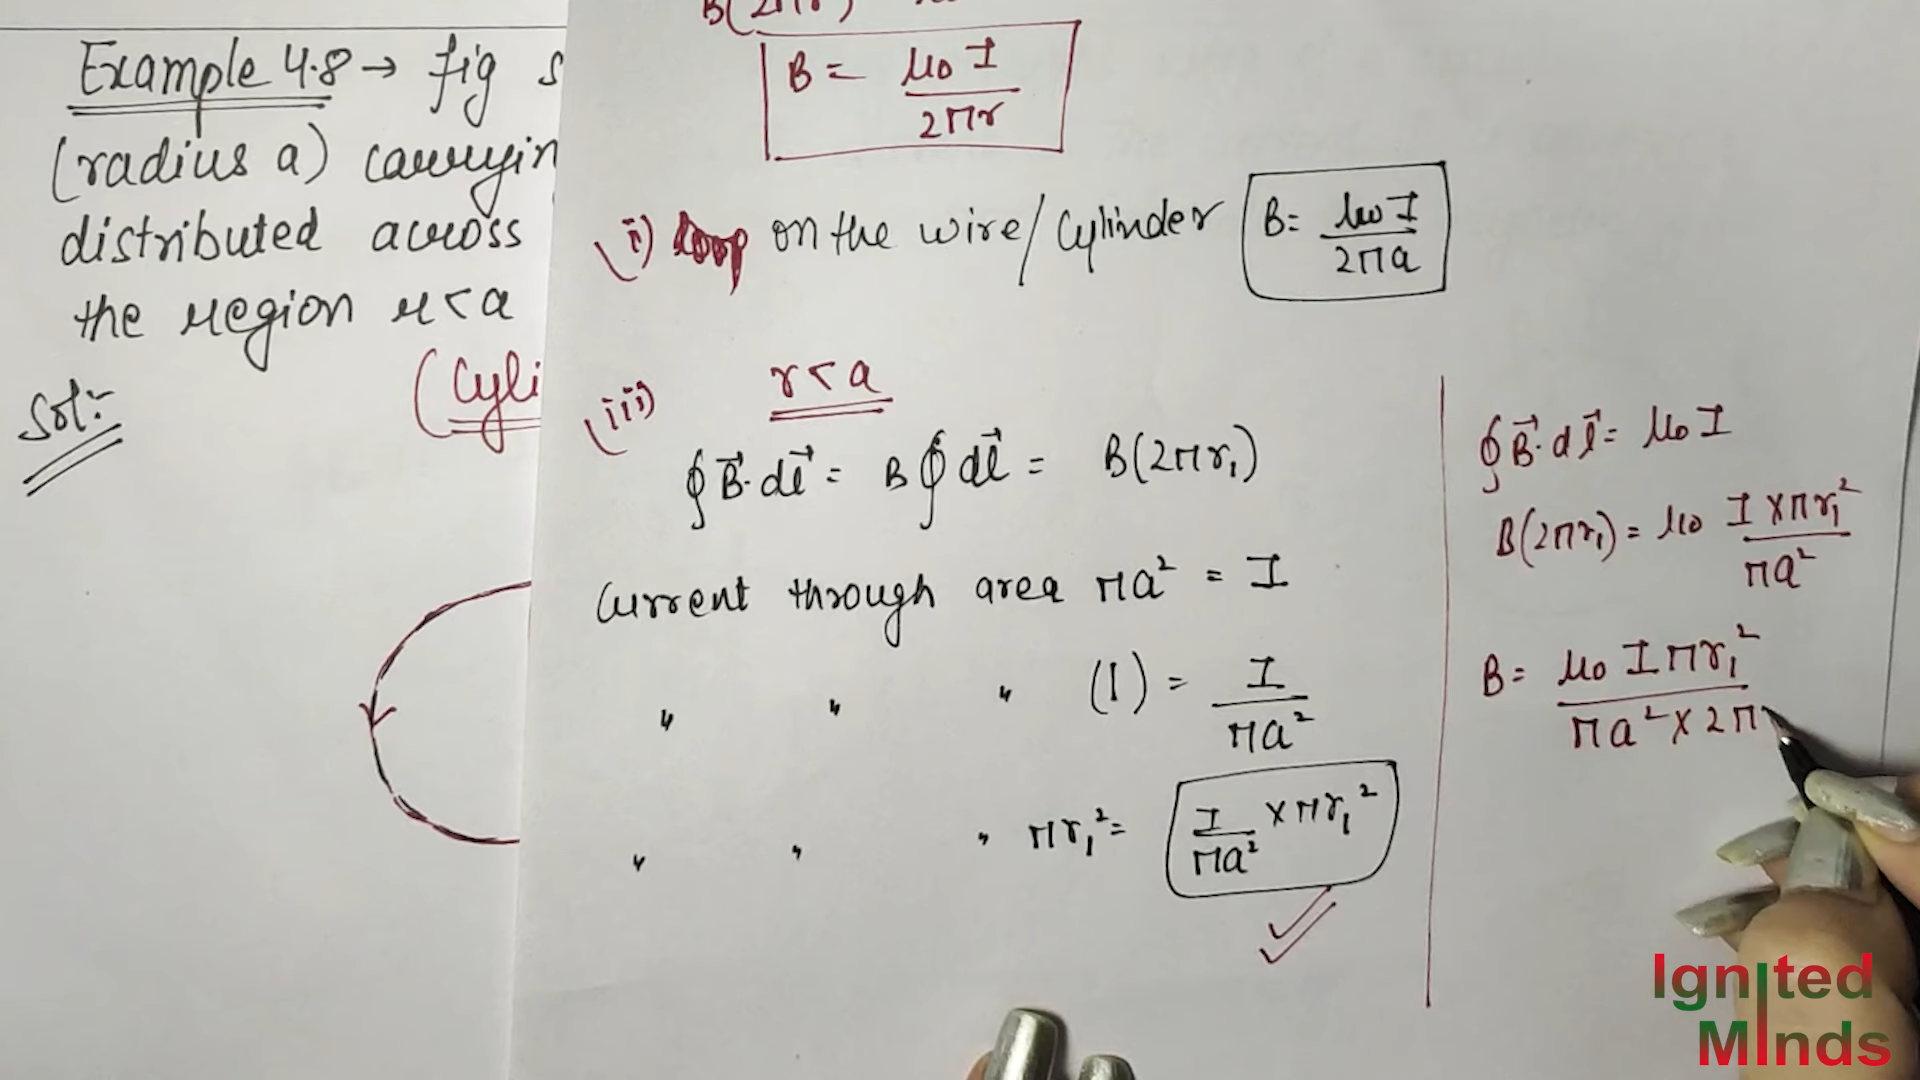 Example 4.8 → fig s
(radius a) carryin
distributed across
the region r < a
(Cyli
Sol:-
B(2πr)
B = μ0 I / 2πr
(i) loop on the wire/Cylinder B = μ0 I / 2πa
(iii) r < a
∮ B⃗. dl⃗ = B ∮ dl⃗ = B(2πr₁)
Current through area πa² = I
" " " (1) = I / πa²
" " " πr₁² = I / πa² × πr₁²
∮ B⃗. dl⃗ = μ0 I
B(2πr₁) = μ0 I × πr₁² / πa²
B = μ0 I πr₁² / πa² × 2π
Ignited
Minds